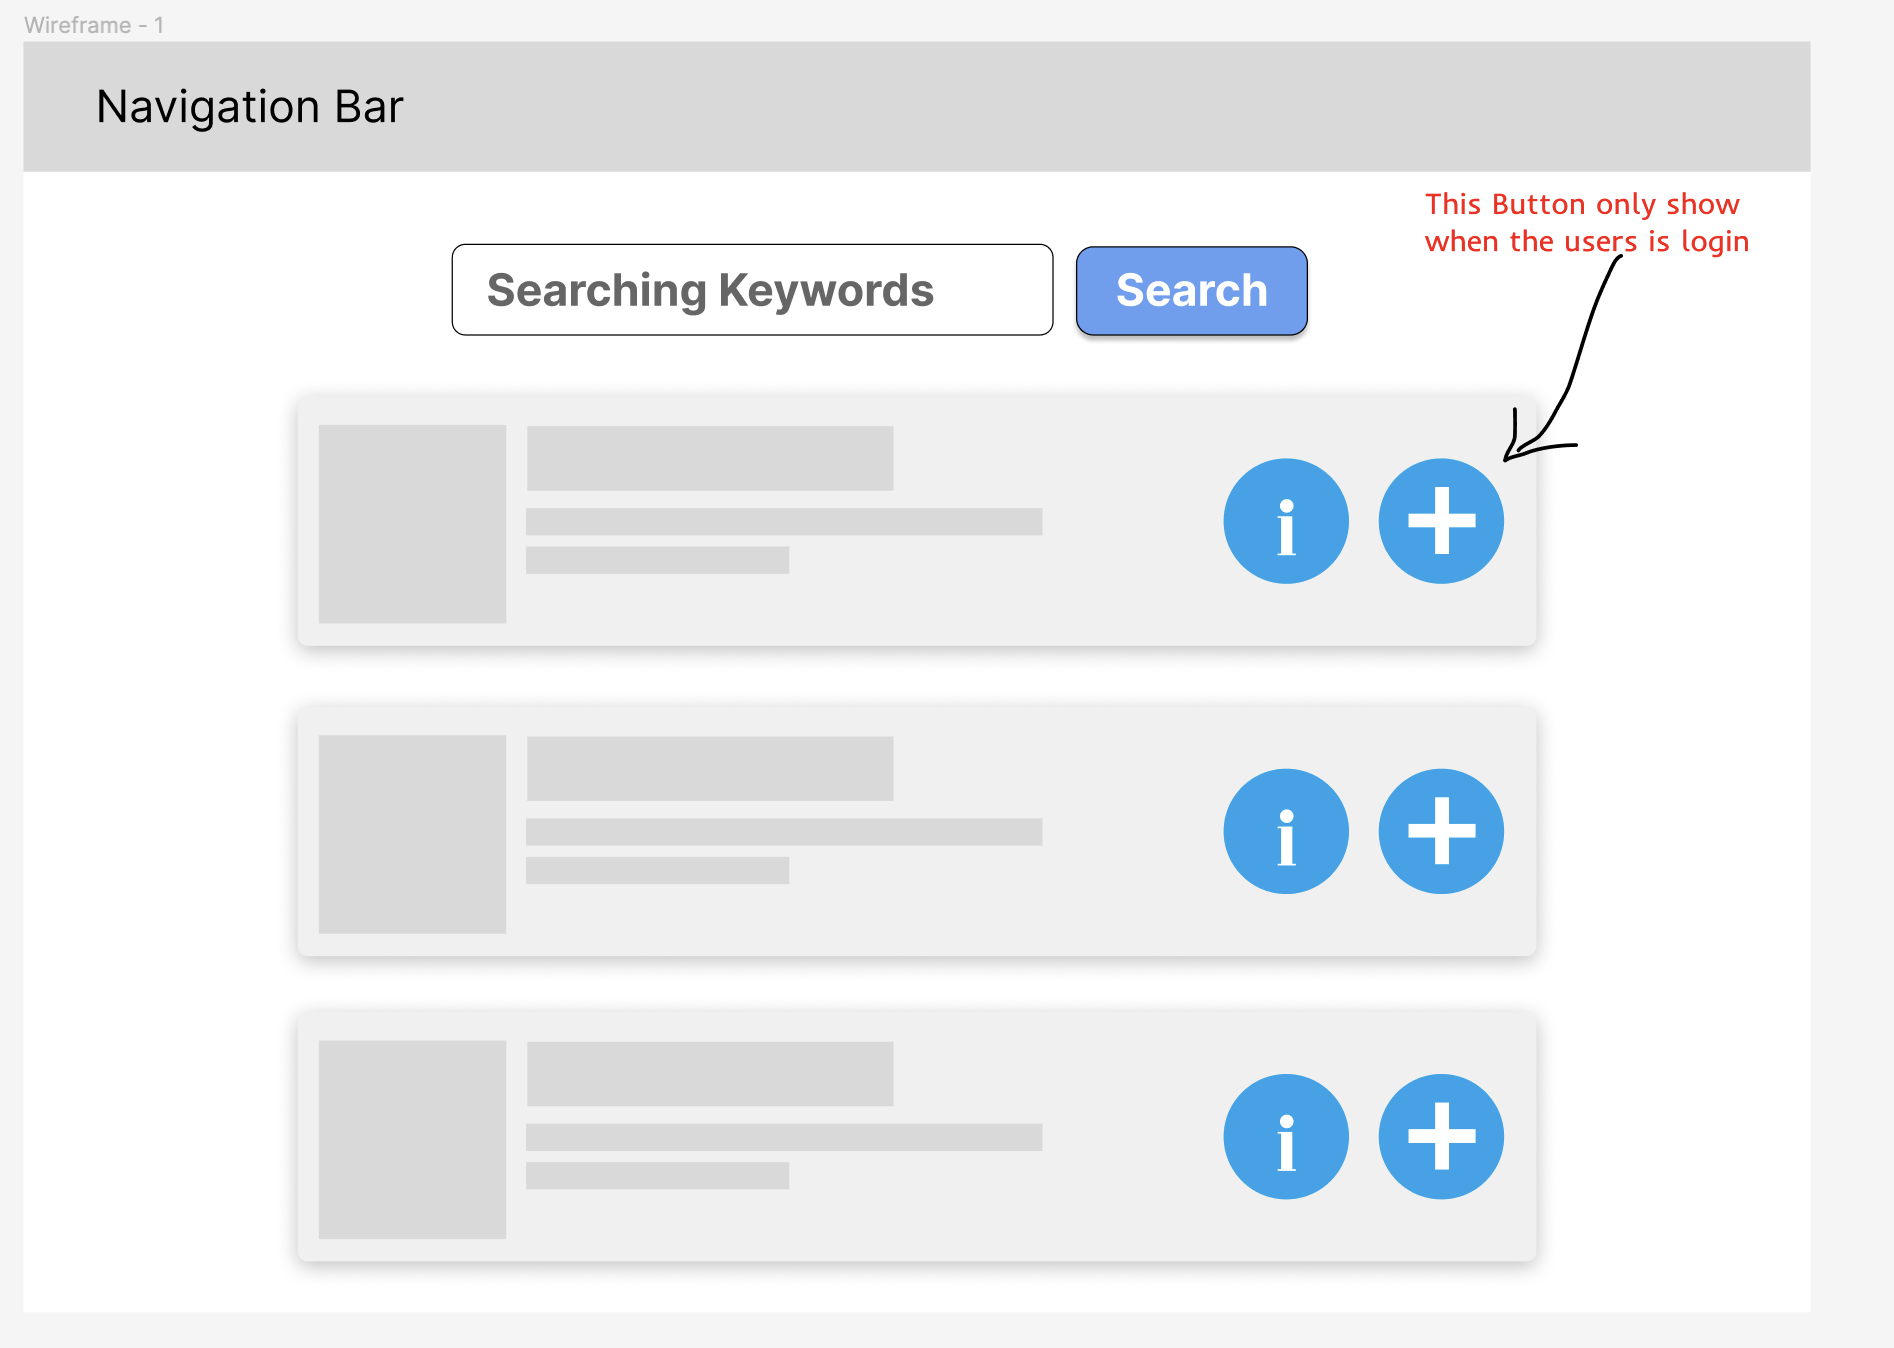 Wireframe - 1
Navigation Bar
This Button only show
when the users is login
Searching Keywords
Search
i
i
i